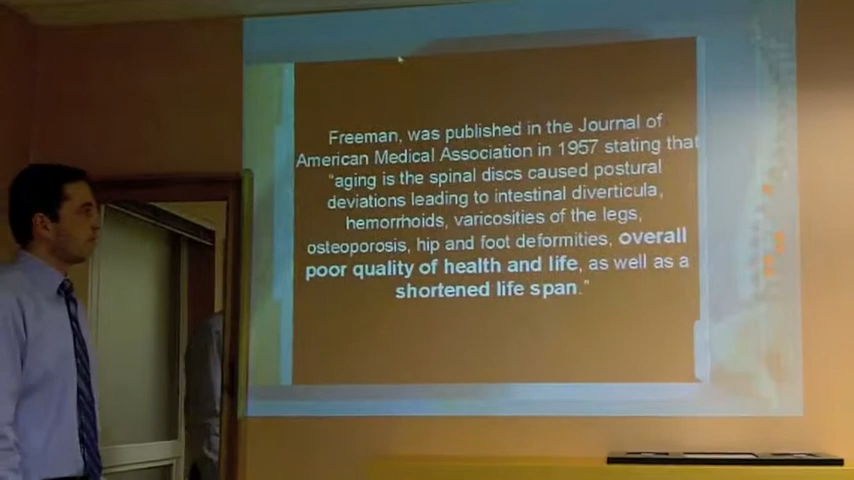 Freeman, was published in the Journal of
American Medical Association in 1957 stating that
"aging is the spinal discs caused postural
deviations leading to intestinal diverticula,
hemorrhoids, varicosities of the legs,
osteoporosis, hip and foot deformities, overall
poor quality of health and life, as well as a
shortened life span."